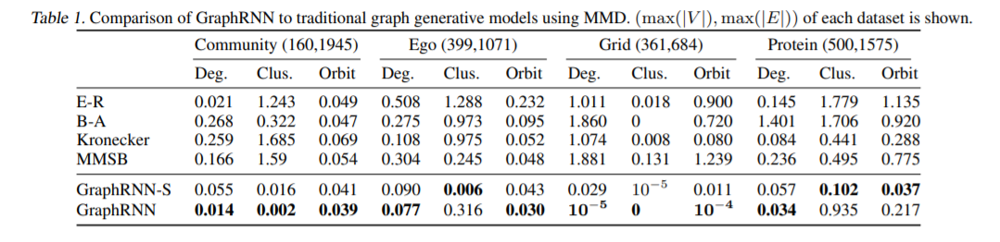 Table 1. Comparison of GraphRNN to traditional graph generative models using MMD. (max(|V|), max(|E|)) of each dataset is shown.
Community (160,1945) Ego (399,1071) Grid (361,684) Protein (500,1575)
Deg. Clus. Orbit Deg. Clus. Orbit Deg. Clus. Orbit Deg. Clus. Orbit
E-R 0.021 1.243 0.049 0.508 1.288 0.232 1.011 0.018 0.900 0.145 1.779 1.135
B-A 0.268 0.322 0.047 0.275 0.973 0.095 1.860 0 0.720 1.401 1.706 0.920
Kronecker 0.259 1.685 0.069 0.108 0.975 0.052 1.074 0.008 0.080 0.084 0.441 0.288
MMSB 0.166 1.59 0.054 0.304 0.245 0.048 1.881 0.131 1.239 0.236 0.495 0.775
GraphRNN-S 0.055 0.016 0.041 0.090 0.006 0.043 0.029 10⁻⁵ 0.011 0.057 0.102 0.037
GraphRNN 0.014 0.002 0.039 0.077 0.316 0.030 10⁻⁵ 0 10⁻⁴ 0.034 0.935 0.217